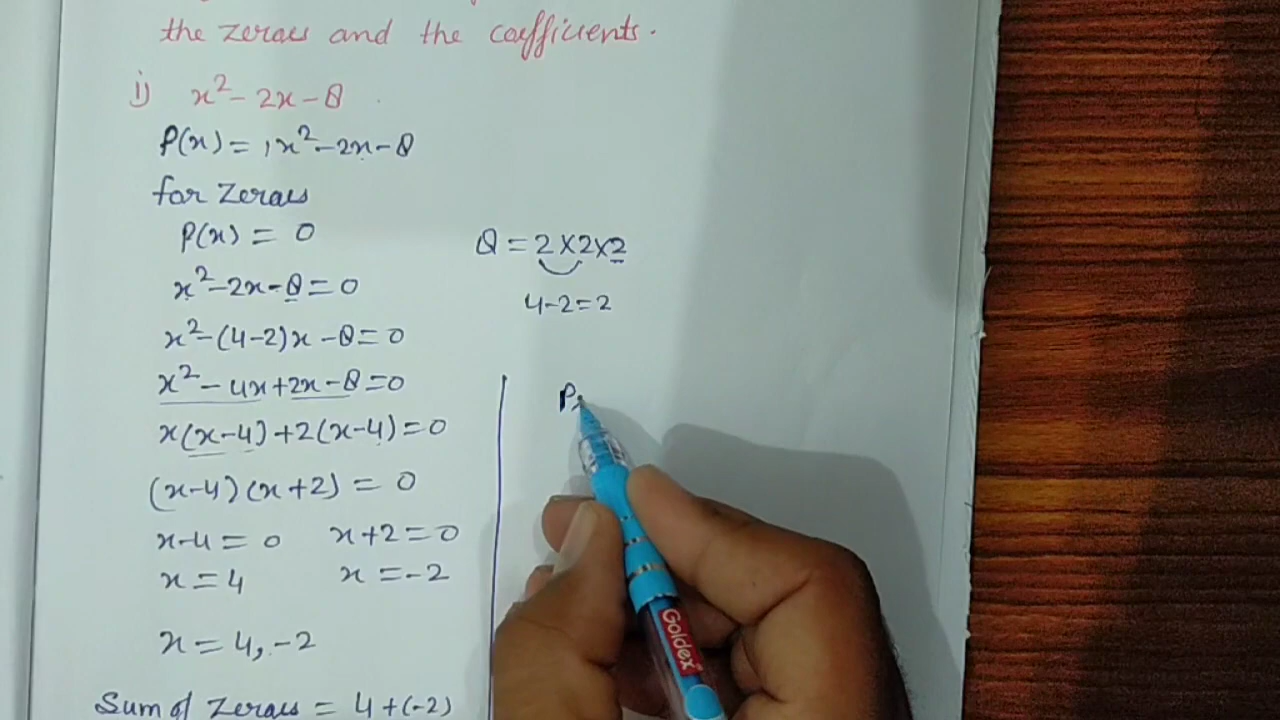 the zeroes and the coefficients.
i) x² - 2x - 8
P(x) = 1x² - 2x - 8
for zeroes
P(x) = 0
x² - 2x - 8 = 0
x² - (4-2)x - 8 = 0
x² - 4x + 2x - 8 = 0
x(x-4) + 2(x-4) = 0
(x-4) (x+2) = 0
x-4 = 0 x+2 = 0
x = 4 x = -2
x = 4, -2
Sum of zeroes = 4 + (-2)
8 = 2×2×2
4-2=2
P
Goldex